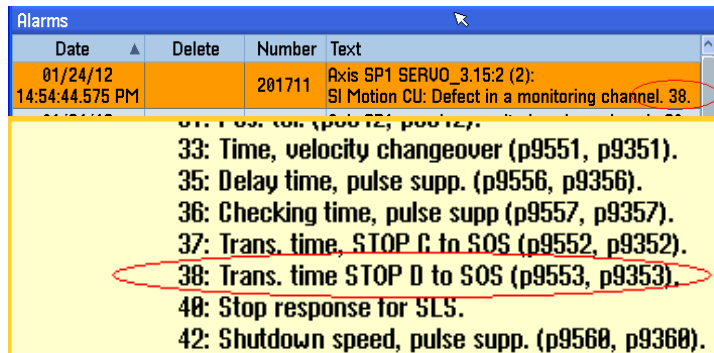 Alarms
Date Delete Number Text
01/24/12
14:54:44.575 PM
201711
Axis SP1 SERVO_3.15:2 (2):
SI Motion CU: Defect in a monitoring channel. 38.
33: Time, velocity changeover (p9551, p9351).
35: Delay time, pulse supp. (p9556, p9356).
36: Checking time, pulse supp (p9557, p9357).
37: Trans. time, STOP C to SOS (p9552, p9352).
38: Trans. time STOP D to SOS (p9553, p9353).
40: Stop response for SLS.
42: Shutdown speed, pulse supp. (p9560, p9360).